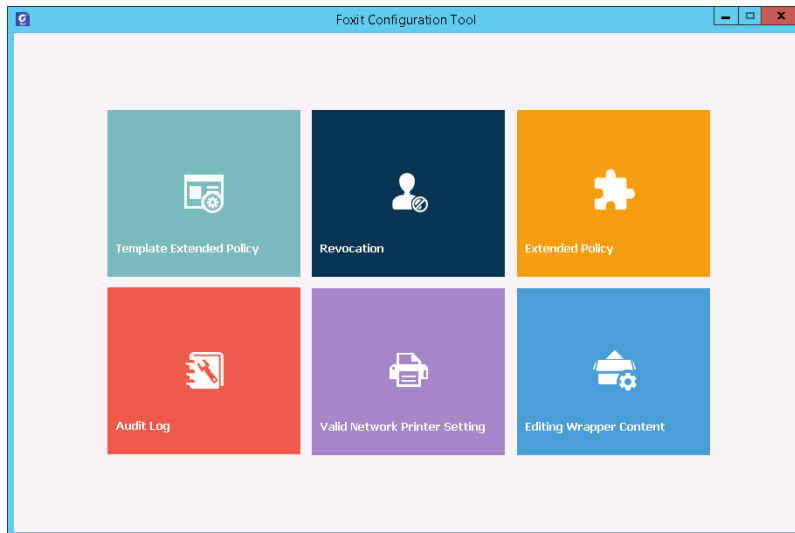 Foxit Configuration Tool
Template Extended Policy
Revocation
Extended Policy
Audit Log
Valid Network Printer Setting
Editing Wrapper Content